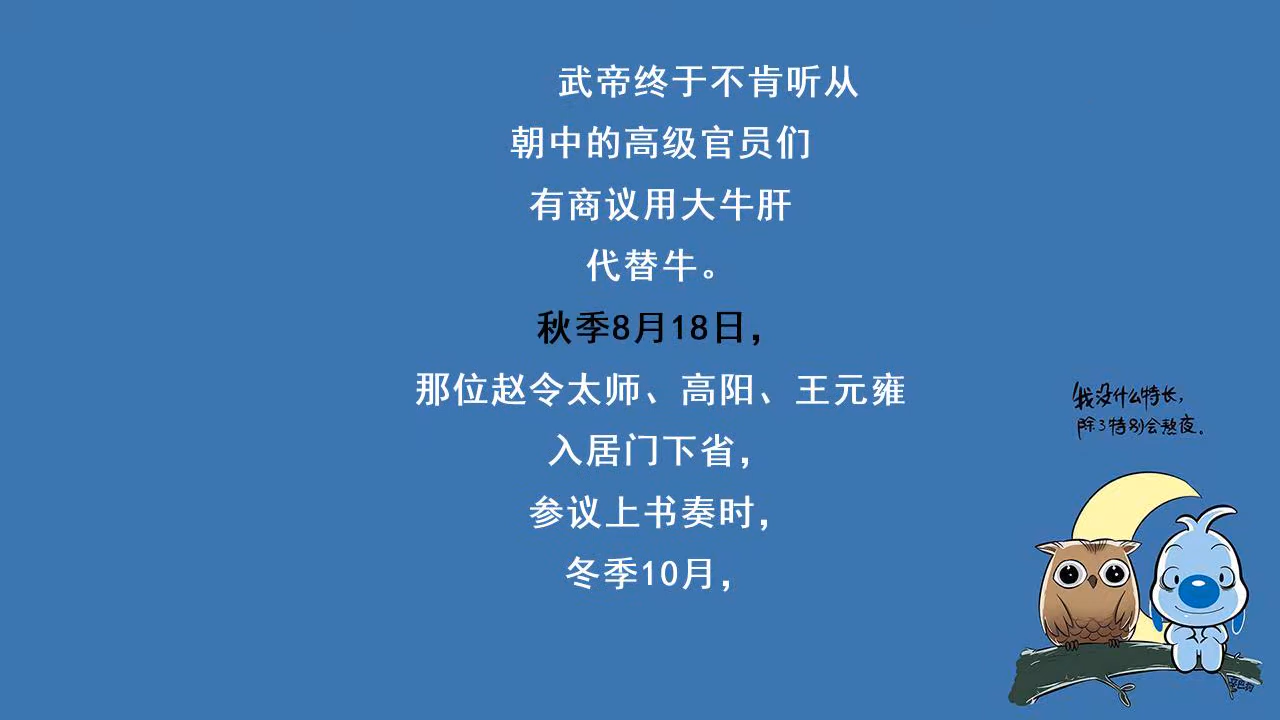 武帝终于不肯听从
朝中的高级官员们
有商议用大牛肝
代替牛。
秋季8月18日，
那位赵令太师、高阳、王元雍
入居门下省，
参议上书奏时，
冬季10月，
我没什么特长，
除了特别会熬夜。